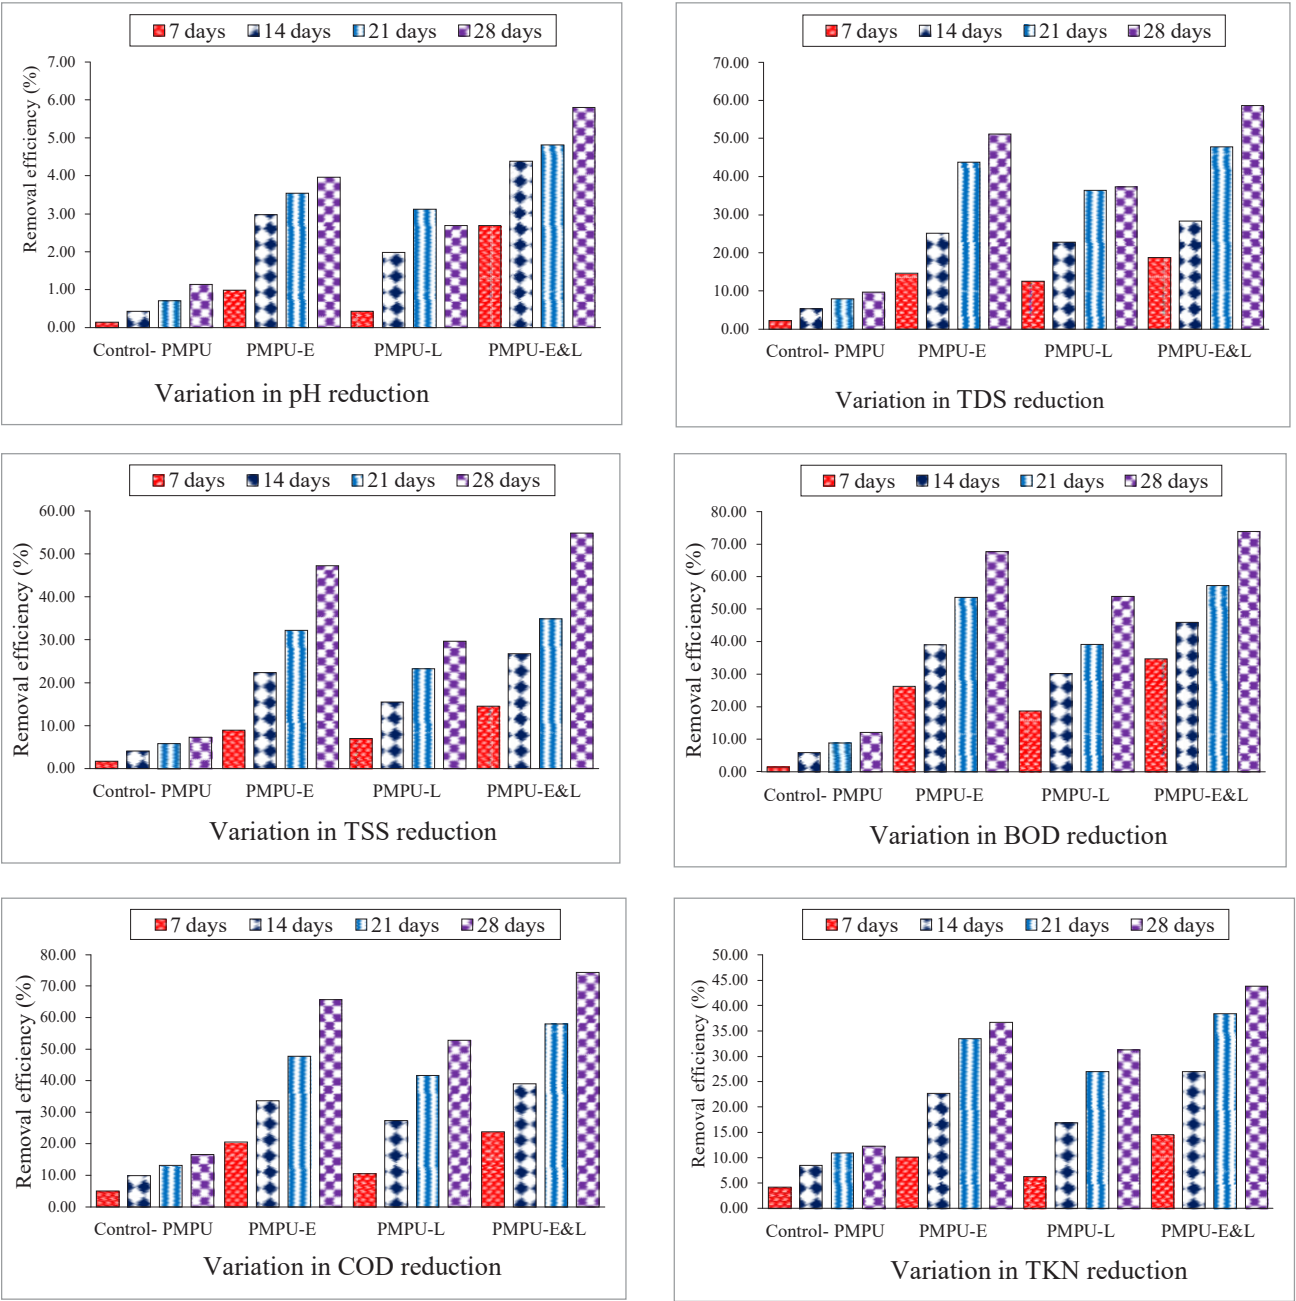 7 days 14 days 21 days 28 days
Removal efficiency (%)
7.00
6.00
5.00
4.00
3.00
2.00
1.00
0.00
Control- PMPU PMPU-E PMPU-L PMPU-E&L
Variation in pH reduction
7 days 14 days 21 days 28 days
Removal efficiency (%)
70.00
60.00
50.00
40.00
30.00
20.00
10.00
0.00
Control- PMPU PMPU-E PMPU-L PMPU-E&L
Variation in TDS reduction
7 days 14 days 21 days 28 days
Removal efficiency (%)
60.00
50.00
40.00
30.00
20.00
10.00
0.00
Control- PMPU PMPU-E PMPU-L PMPU-E&L
Variation in TSS reduction
7 days 14 days 21 days 28 days
Removal efficiency (%)
80.00
70.00
60.00
50.00
40.00
30.00
20.00
10.00
0.00
Control- PMPU PMPU-E PMPU-L PMPU-E&L
Variation in BOD reduction
7 days 14 days 21 days 28 days
Removal efficiency (%)
80.00
70.00
60.00
50.00
40.00
30.00
20.00
10.00
0.00
Control- PMPU PMPU-E PMPU-L PMPU-E&L
Variation in COD reduction
7 days 14 days 21 days 28 days
Removal efficiency (%)
50.00
45.00
40.00
35.00
30.00
25.00
20.00
15.00
10.00
5.00
0.00
Control- PMPU PMPU-E PMPU-L PMPU-E&L
Variation in TKN reduction